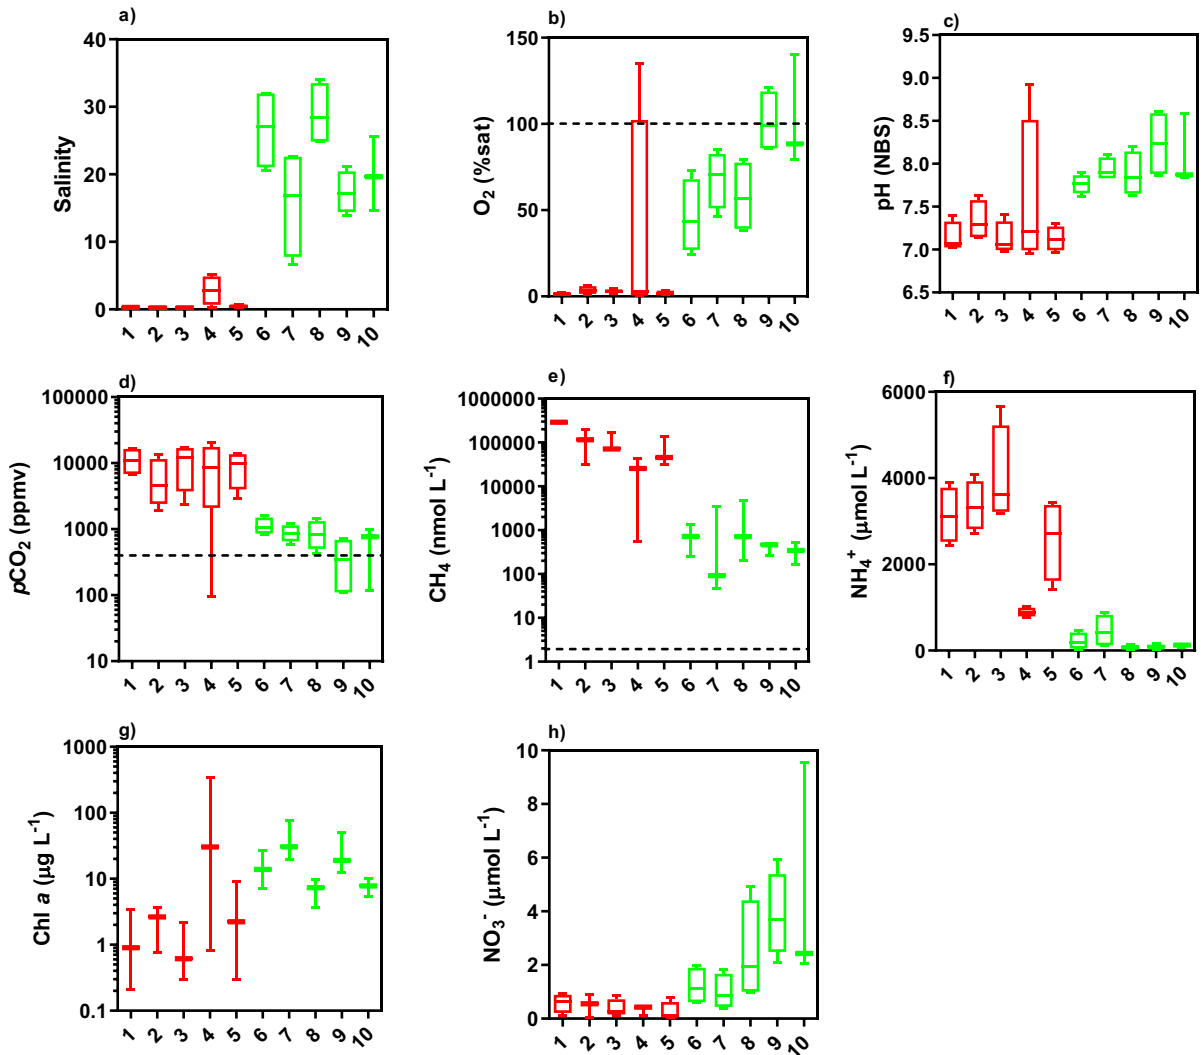 a)
Salinity
40
30
20
10
0
1 2 3 4 5 6 7 8 9 10
b)
O₂ (%sat)
150
100
50
0
1 2 3 4 5 6 7 8 9 10
c)
pH (NBS)
9.5
9.0
8.5
8.0
7.5
7.0
6.5
1 2 3 4 5 6 7 8 9 10
d)
pCO₂ (ppmv)
100000
10000
1000
100
10
1 2 3 4 5 6 7 8 9 10
e)
CH₄ (nmol L⁻¹)
1000000
100000
10000
1000
100
10
1
1 2 3 4 5 6 7 8 9 10
f)
NH₄⁺ (μmol L⁻¹)
6000
4000
2000
0
1 2 3 4 5 6 7 8 9 10
g)
Chl a (μg L⁻¹)
1000
100
10
1
0.1
1 2 3 4 5 6 7 8 9 10
h)
NO₃⁻ (μmol L⁻¹)
10
8
6
4
2
0
1 2 3 4 5 6 7 8 9 10